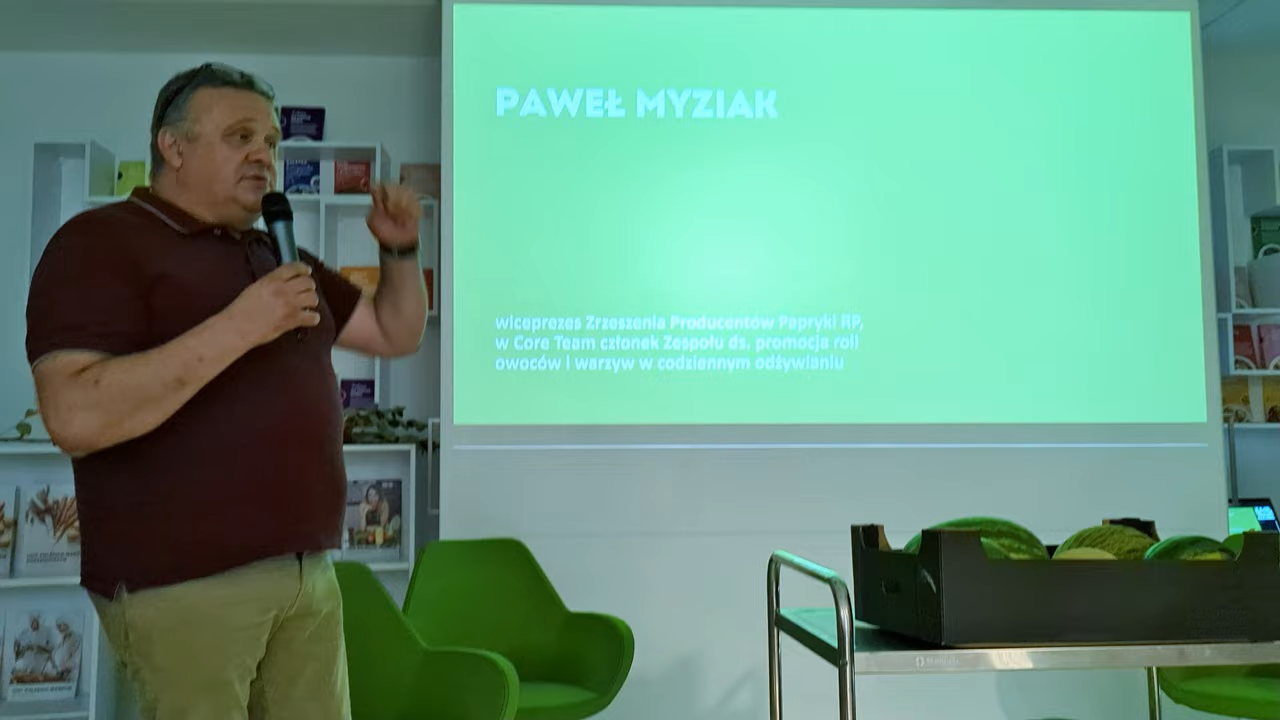 PAWEŁ MYZIAK
wiceprezes Zrzeszenia Producentów Papryki RP,
w Core Team członek Zespołu ds. promocja roli
owoców i warzyw w codziennym odżywianiu